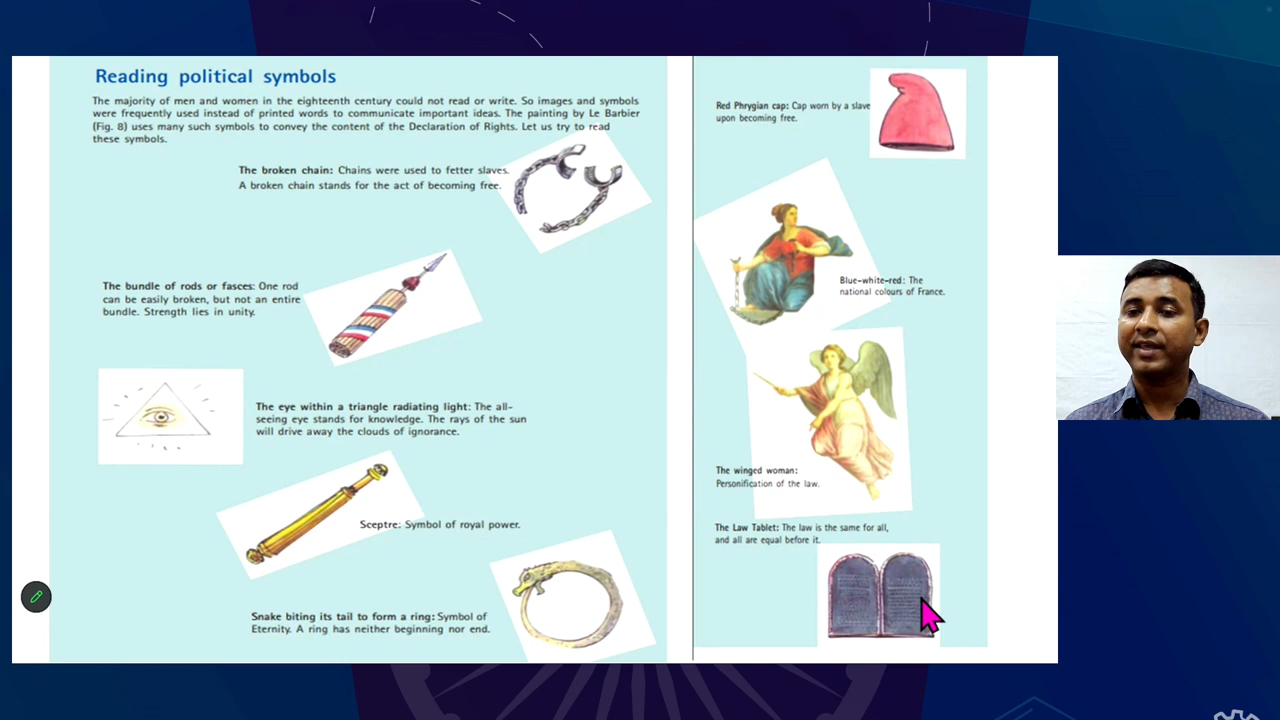 Reading political symbols
The majority of men and women in the eighteenth century could not read or write. So images and symbols
were frequently used instead of printed words to communicate important ideas. The painting by Le Barbier
(Fig. 8) uses many such symbols to convey the content of the Declaration of Rights. Let us try to read
these symbols.
The broken chain: Chains were used to fetter slaves.
A broken chain stands for the act of becoming free.
The bundle of rods or fasces: One rod
can be easily broken, but not an entire
bundle. Strength lies in unity.
The eye within a triangle radiating light: The all-
seeing eye stands for knowledge. The rays of the sun
will drive away the clouds of ignorance.
Sceptre: Symbol of royal power.
Snake biting its tail to form a ring: Symbol of
Eternity. A ring has neither beginning nor end.
Red Phrygian cap: Cap worn by a slave
upon becoming free.
Blue-white-red: The
national colours of France.
The winged woman:
Personification of the law.
The Law Tablet: The law is the same for all,
and all are equal before it.